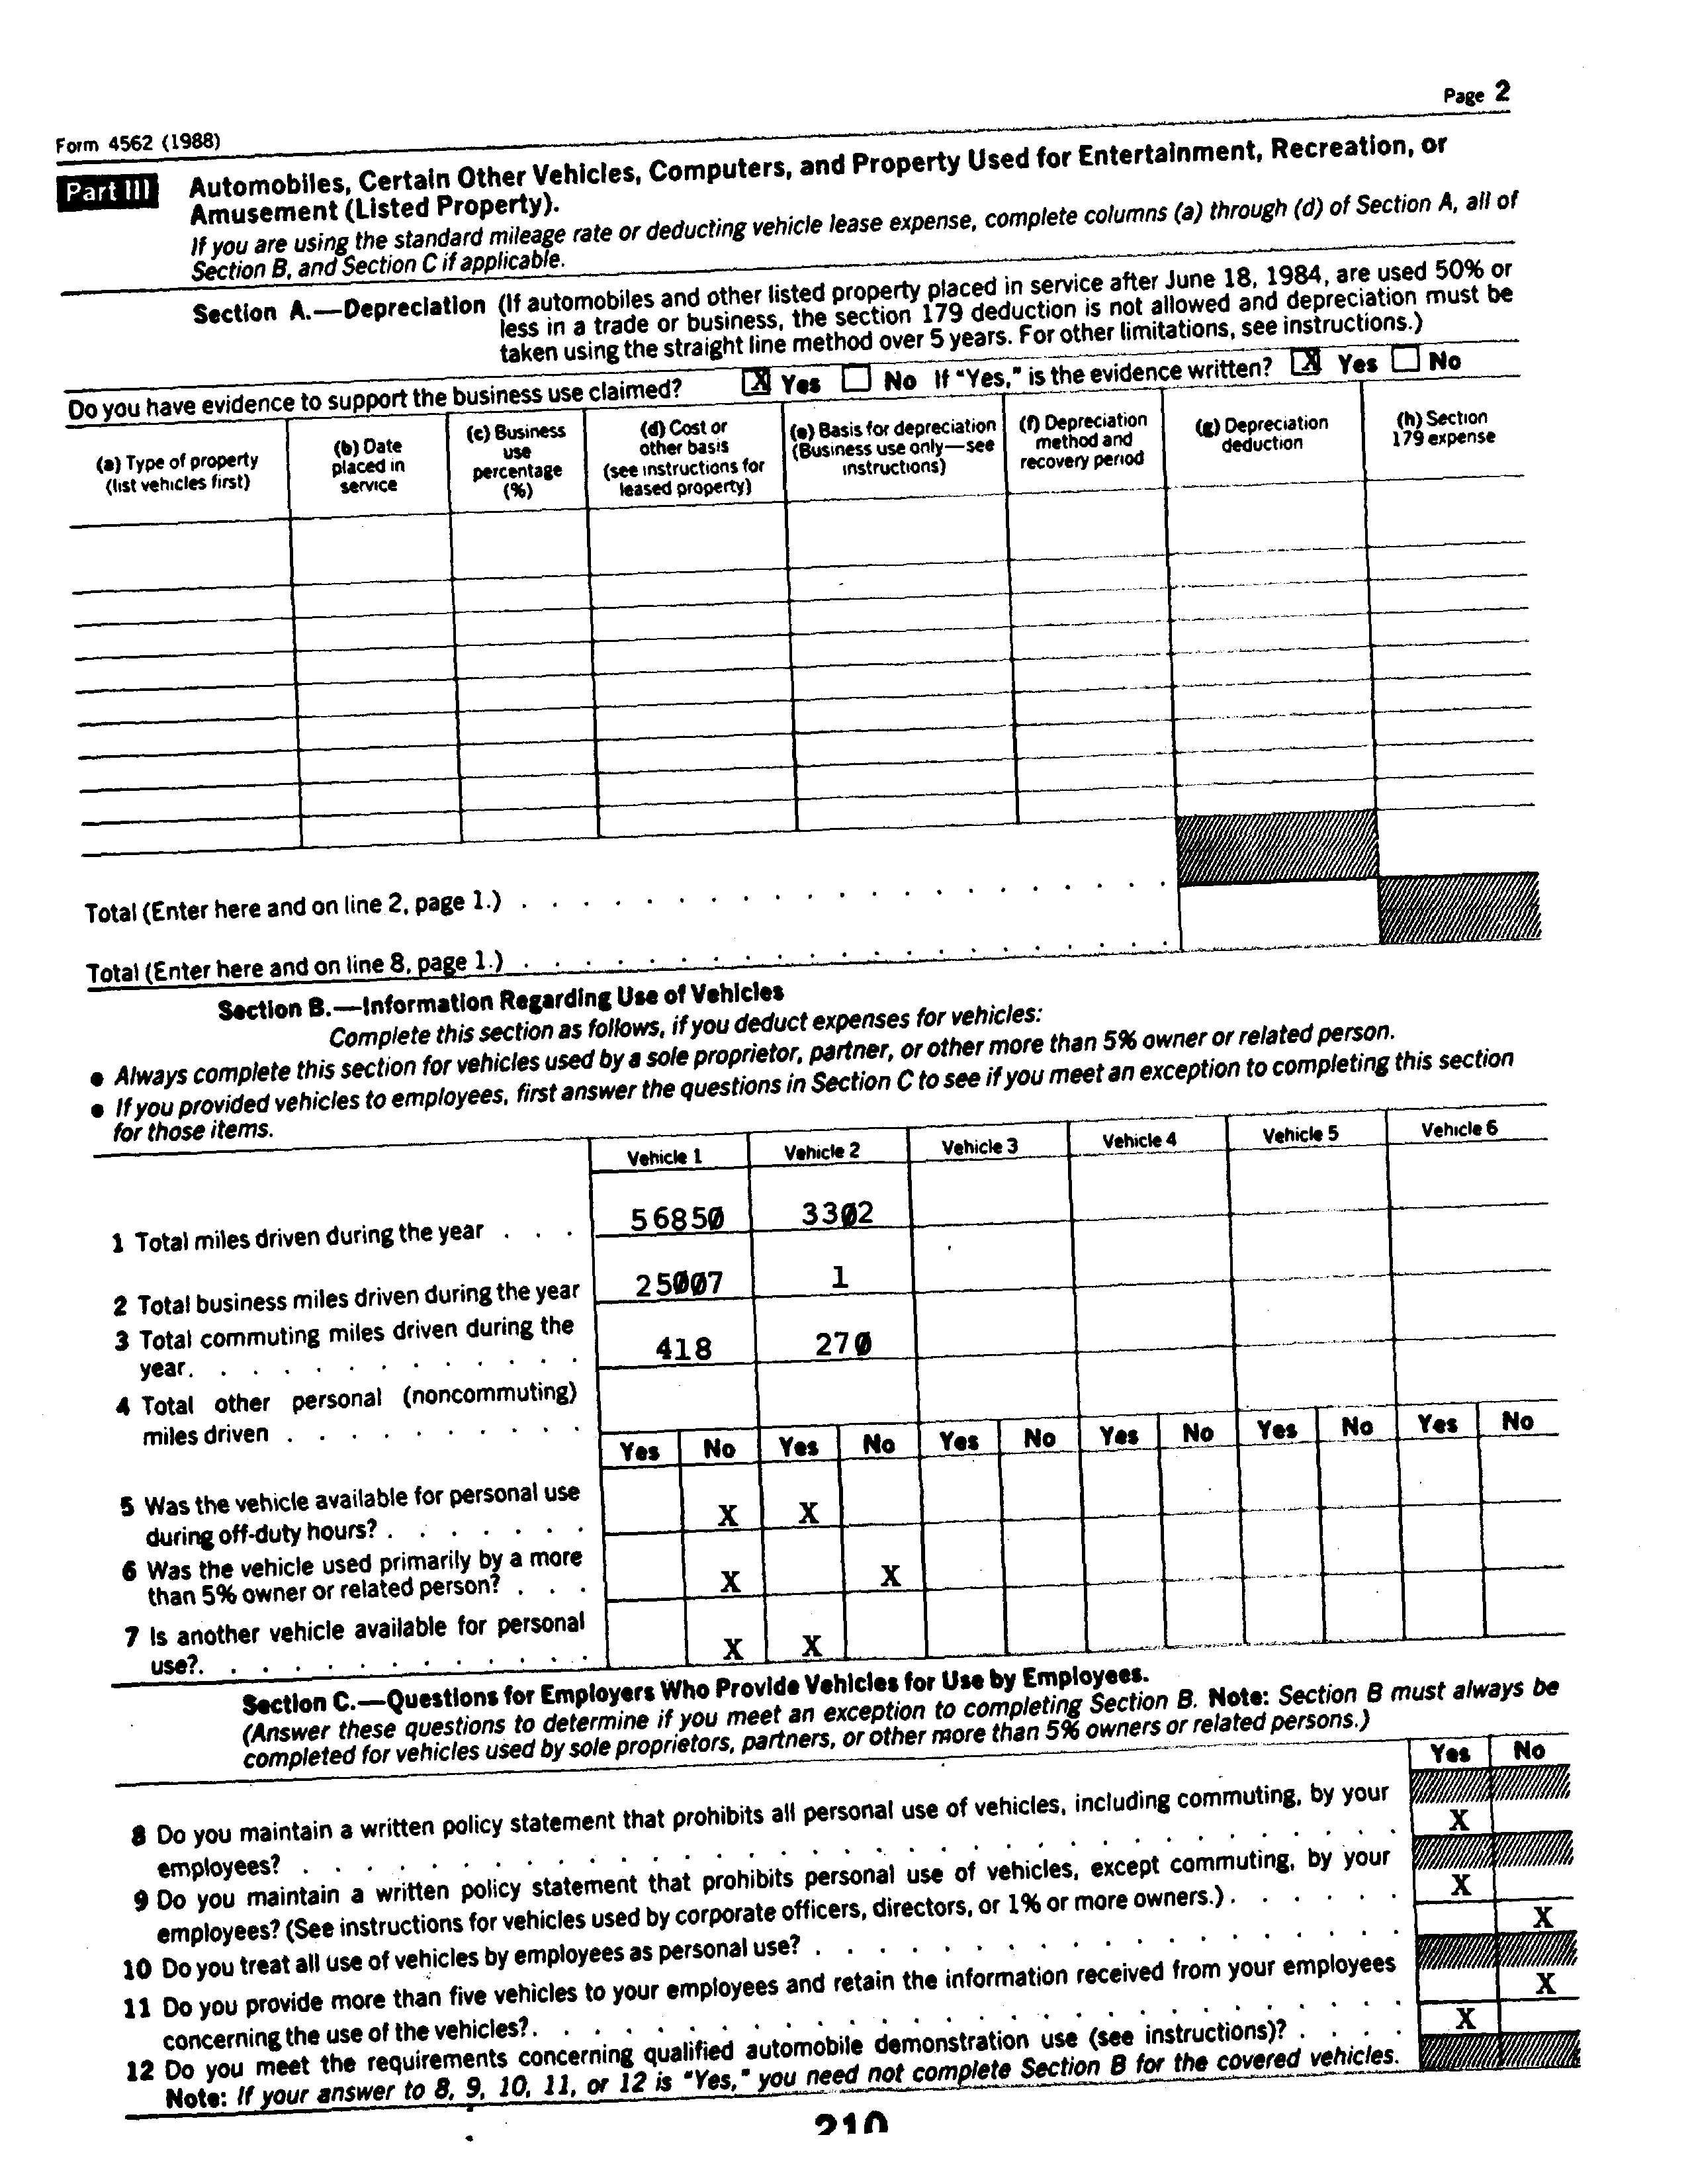 Page 2
Form 4562 (1988)
Part III Automobiles, Certain Other Vehicles, Computers, and Property Used for Entertainment, Recreation, or
Amusement (Listed Property).
If you are using the standard mileage rate or deducting vehicle lease expense, complete columns (a) through (d) of Section A, all of
Section B, and Section C if applicable.
Section A.—Depreciation (If automobiles and other listed property placed in service after June 18, 1984, are used 50% or
less in a trade or business, the section 179 deduction is not allowed and depreciation must be
taken using the straight line method over 5 years. For other limitations, see instructions.)
Do you have evidence to support the business use claimed? X Yes No If "Yes," is the evidence written? X Yes No
(a) Type of property
(list vehicles first)
(b) Date
placed in
service
(c) Business
use
percentage
(%)
(d) Cost or
other basis
(see instructions for
leased property)
(e) Basis for depreciation
(Business use only—see
instructions)
(f) Depreciation
method and
recovery period
(g) Depreciation
deduction
(h) Section
179 expense
Total (Enter here and on line 2, page 1.) . . . . . . . . . . . . . . . . . . . .
Total (Enter here and on line 8, page 1.) . . . . . . . . . . . . . . . . . . . .
Section B.—Information Regarding Use of Vehicles
Complete this section as follows, if you deduct expenses for vehicles:
● Always complete this section for vehicles used by a sole proprietor, partner, or other more than 5% owner or related person.
● If you provided vehicles to employees, first answer the questions in Section C to see if you meet an exception to completing this section
for those items.
Vehicle 1 Vehicle 2 Vehicle 3 Vehicle 4 Vehicle 5 Vehicle 6
1 Total miles driven during the year . . . 56850 3302
2 Total business miles driven during the year 25007 1
3 Total commuting miles driven during the
year. . . . . . . . . . . . . 418 270
4 Total other personal (noncommuting)
miles driven . . . . . . . . . .
Yes No Yes No Yes No Yes No Yes No Yes No
5 Was the vehicle available for personal use
during off-duty hours? . . . . . . . X X
6 Was the vehicle used primarily by a more
than 5% owner or related person? . . . X X
7 Is another vehicle available for personal
use?. . . . . . . . . . . . . X X
Section C.—Questions for Employers Who Provide Vehicles for Use by Employees.
(Answer these questions to determine if you meet an exception to completing Section B. Note: Section B must always be
completed for vehicles used by sole proprietors, partners, or other more than 5% owners or related persons.)
Yes No
8 Do you maintain a written policy statement that prohibits all personal use of vehicles, including commuting, by your
employees? . . . . . . . . . . . . . . . . . . . . . . . . . . . . X
9 Do you maintain a written policy statement that prohibits personal use of vehicles, except commuting, by your
employees? (See instructions for vehicles used by corporate officers, directors, or 1% or more owners.) . . . . . . X
10 Do you treat all use of vehicles by employees as personal use? . . . . . . . . . . . . . . . . X
11 Do you provide more than five vehicles to your employees and retain the information received from your employees
concerning the use of the vehicles?. . . . . . . . . . . . . . . . . . . . . . . . X
12 Do you meet the requirements concerning qualified automobile demonstration use (see instructions)? . . . . X
Note: If your answer to 8, 9, 10, 11, or 12 is "Yes," you need not complete Section B for the covered vehicles.
210